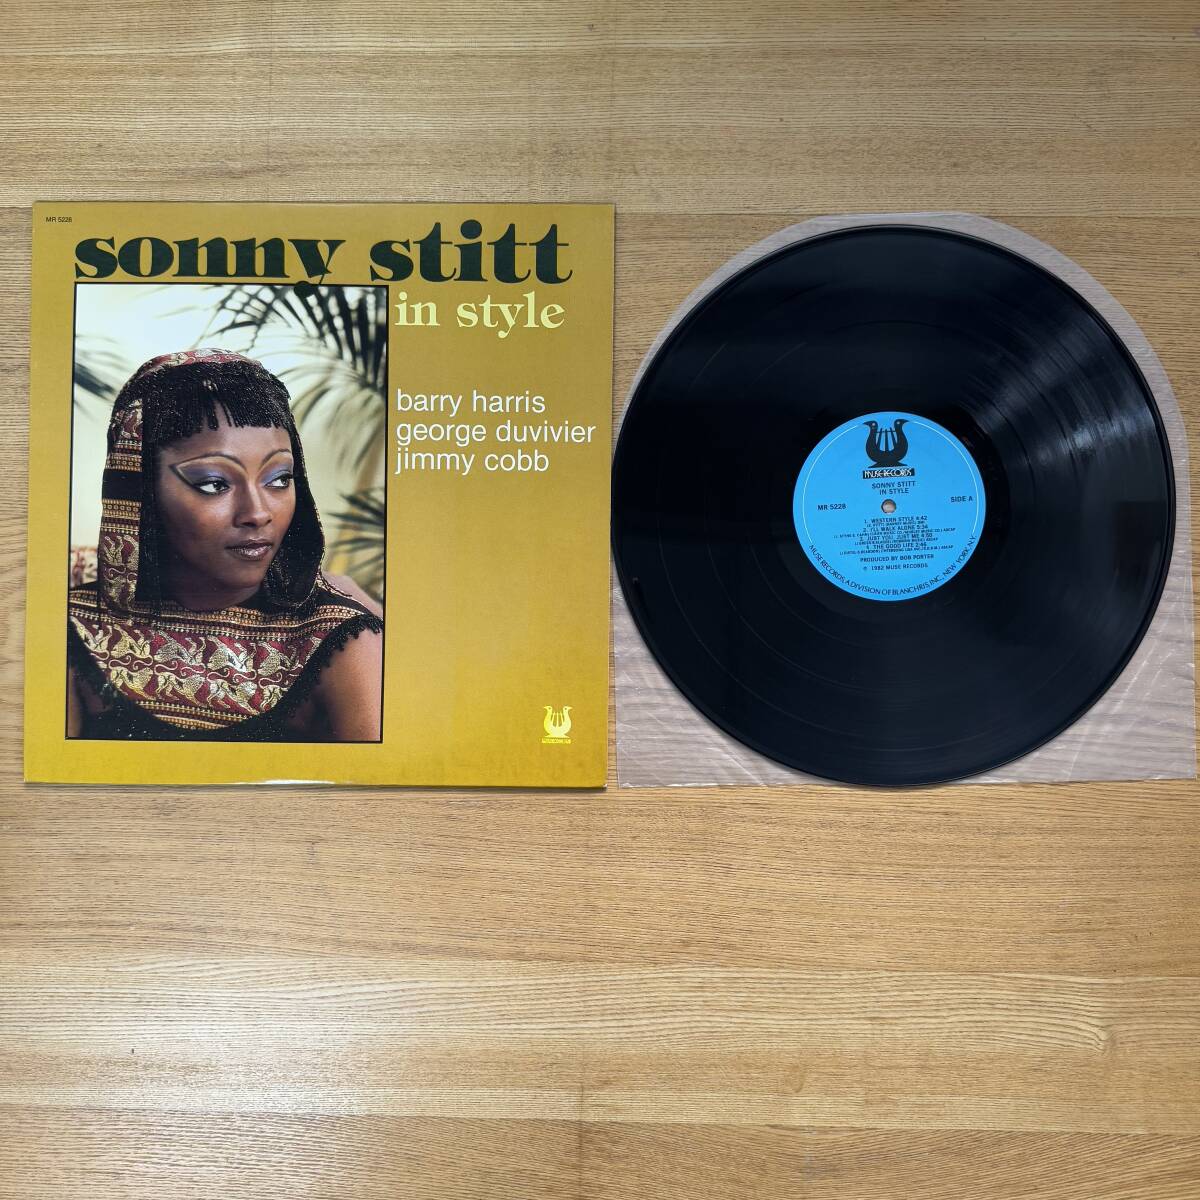 MR 5228
sonny stitt
in style
barry harris
george duvivier
jimmy cobb
MUSE RECORDS
SONNY STITT
IN STYLE
MR 5228
SIDE A
1. WESTERN STYLE 4:42
2. I'LL WALK ALONE 5:34
3. JUST YOU, JUST ME 4:50
4. THE GOOD LIFE 2:46
PRODUCED BY BOB PORTER
℗ 1982 MUSE RECORDS
MUSE RECORDS, A DIVISION OF BLANCHRIS, INC., NEW YORK, N.Y.